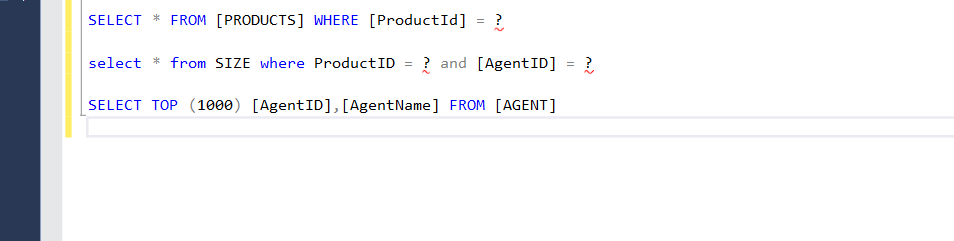 SELECT * FROM [PRODUCTS] WHERE [ProductId] = ?
select * from SIZE where ProductID = ? and [AgentID] = ?
SELECT TOP (1000) [AgentID],[AgentName] FROM [AGENT]